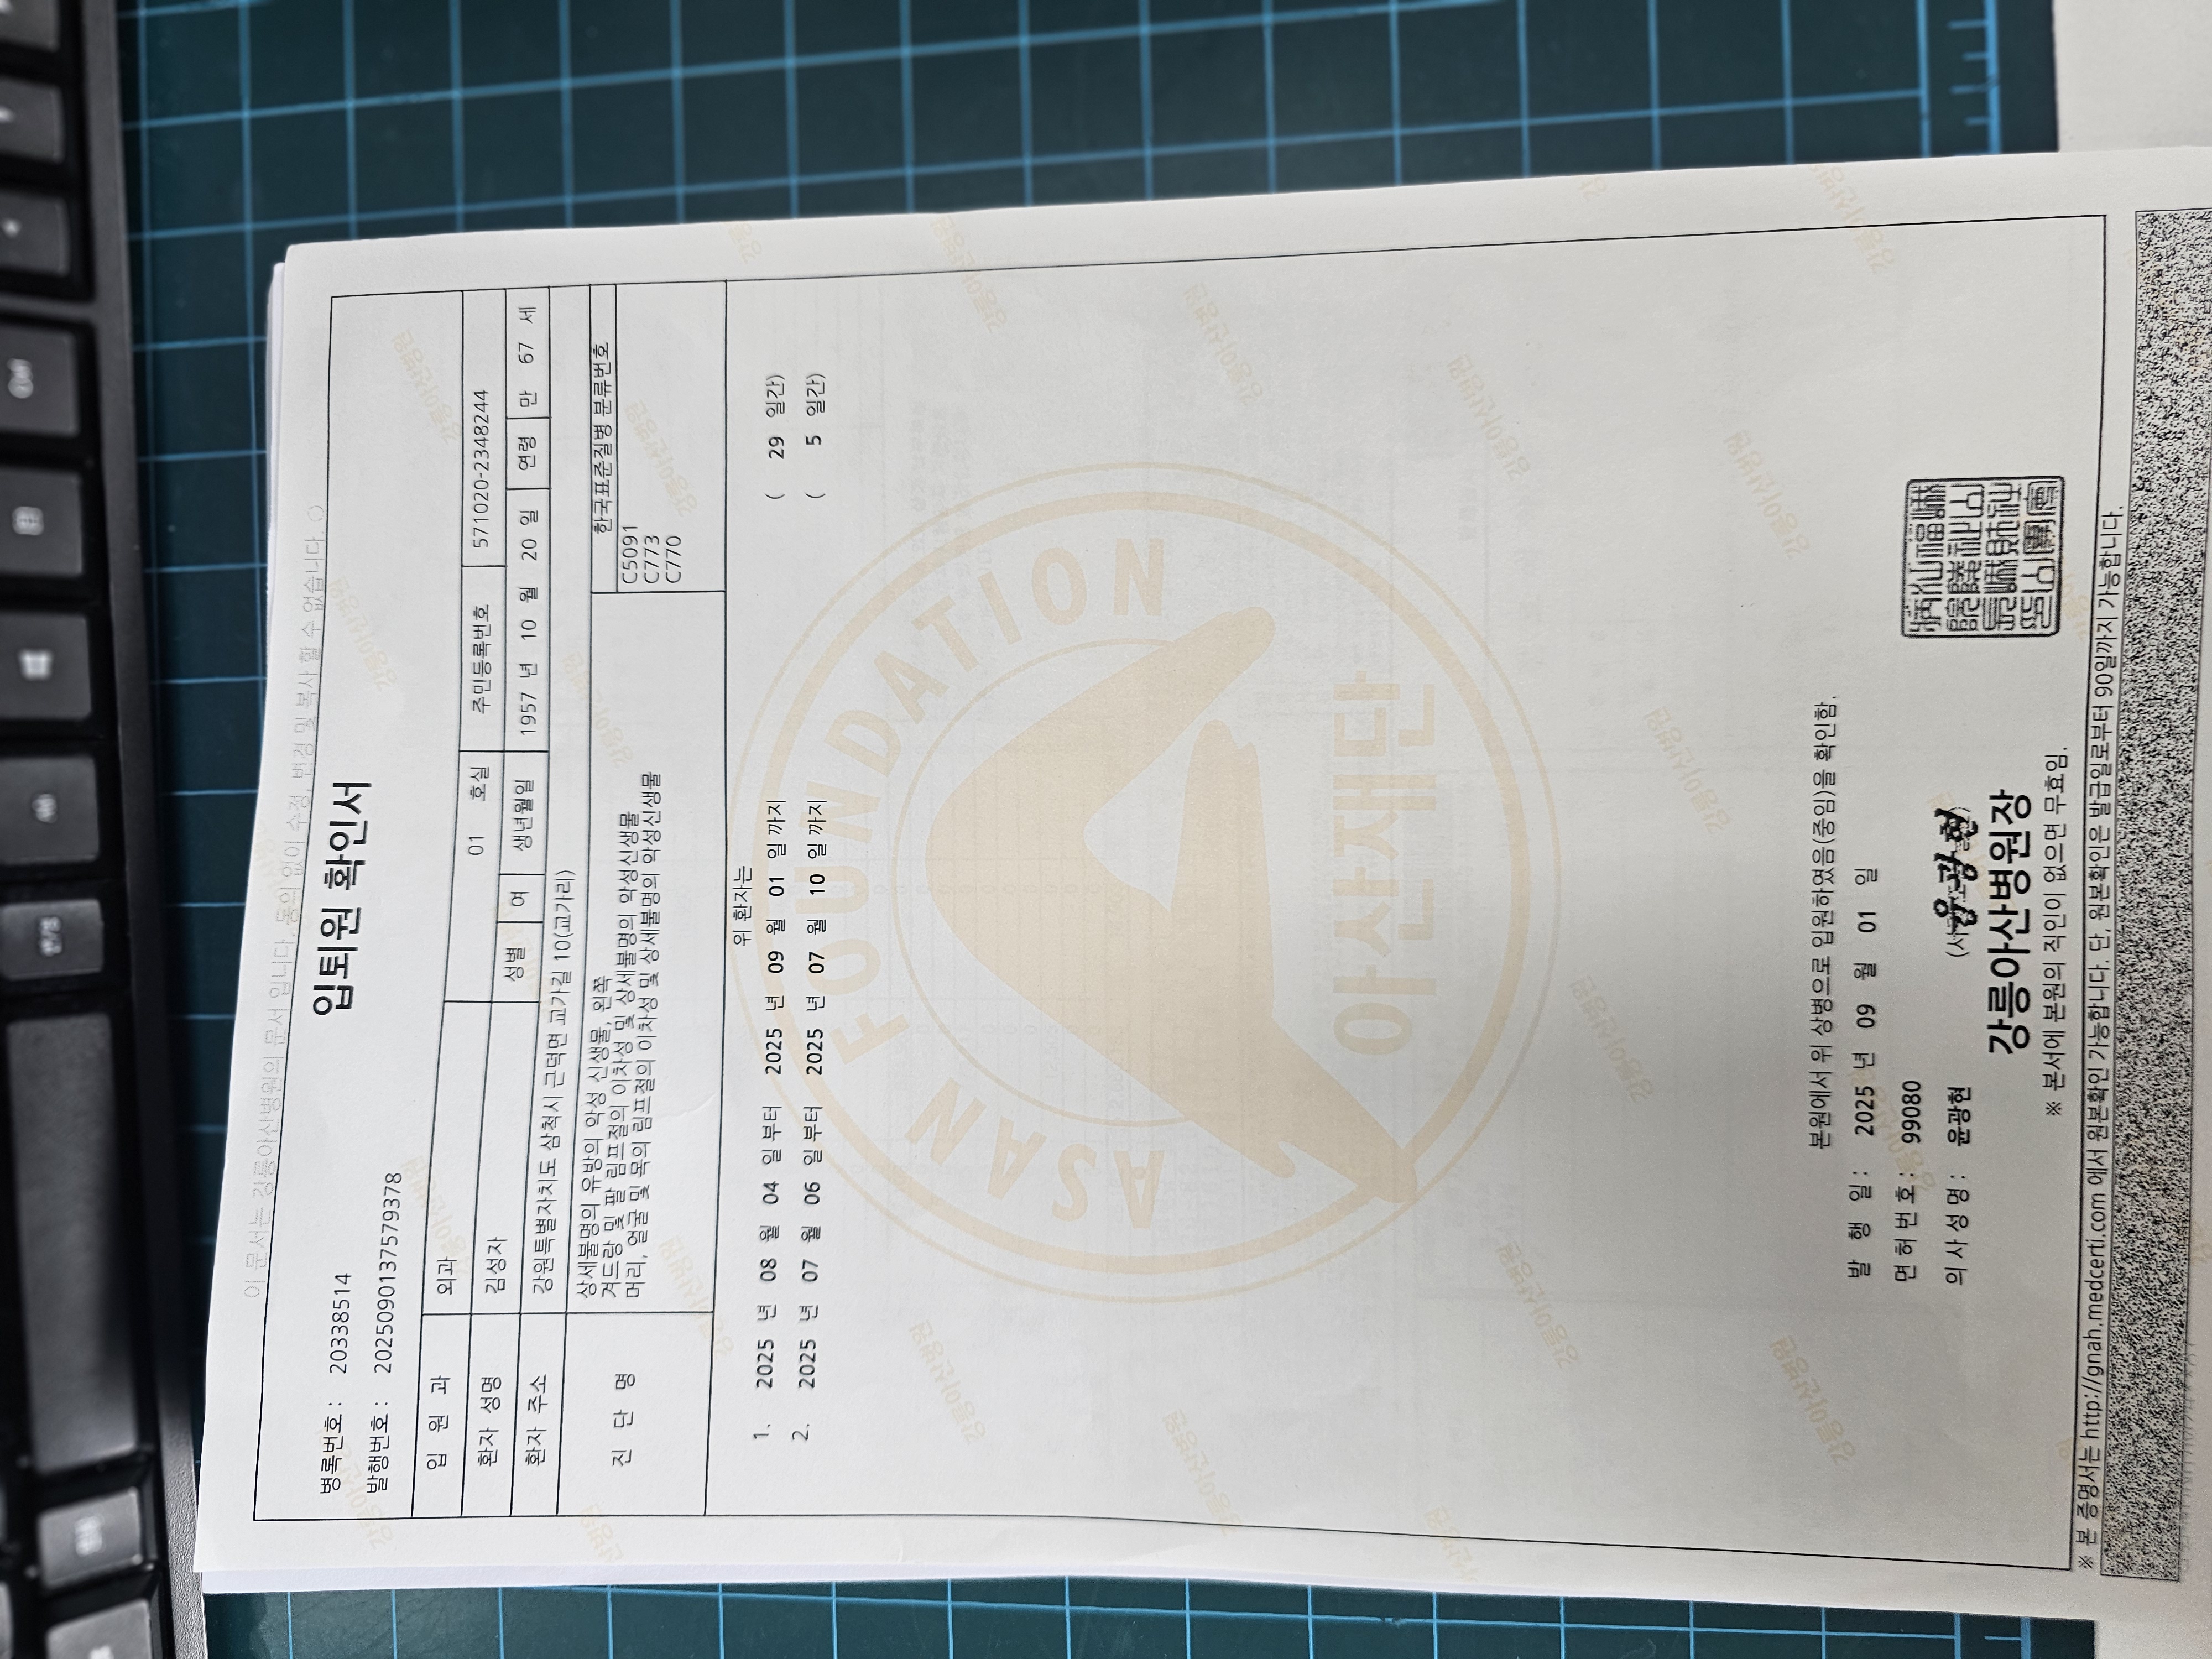 이 문서는 강릉아산병원의 문서 입니다. 동의 없이 수정, 변경 및 복사 할 수 없습니다.
입퇴원 확인서
병록번호 : 20338514
발행번호 : 2025090137579378
입 원 과 외과 01 호실 주민등록번호 571020-2348244
환자 성명 김성자 성별 여 생년월일 1957 년 10 월 20 일 연령 만 67 세
환자 주소 강원특별자치도 삼척시 근덕면 교가길 10(교가리)
진 단 명
한국표준질병 분류번호
상세불명의 유방의 악성 신생물, 왼쪽 C5091
겨드랑 및 팔 림프절의 이차성 및 상세불명의 악성신생물 C773
머리, 얼굴 및 목의 림프절의 이차성 및 상세불명의 악성신생물 C770
위 환자는
1. 2025 년 08 월 04 일 부터 2025 년 09 월 01 일 까지 ( 29 일간)
2. 2025 년 07 월 06 일 부터 2025 년 07 월 10 일 까지 ( 5 일간)
ASAN FOUNDATION
아산재단
본원에서 위 상병으로 입원하였음(중임)을 확인함.
발 행 일 : 2025 년 09 월 01 일
면 허 번 호 : 99080
의 사 성 명 : 윤광현
강릉아산병원장
※ 본서에 본원의 직인이 없으면 무효임.
※ 본 증명서는 http://gnah.medcerti.com 에서 원본확인 가능합니다. 단, 원본확인은 발급일로부터 90일까지 가능합니다.